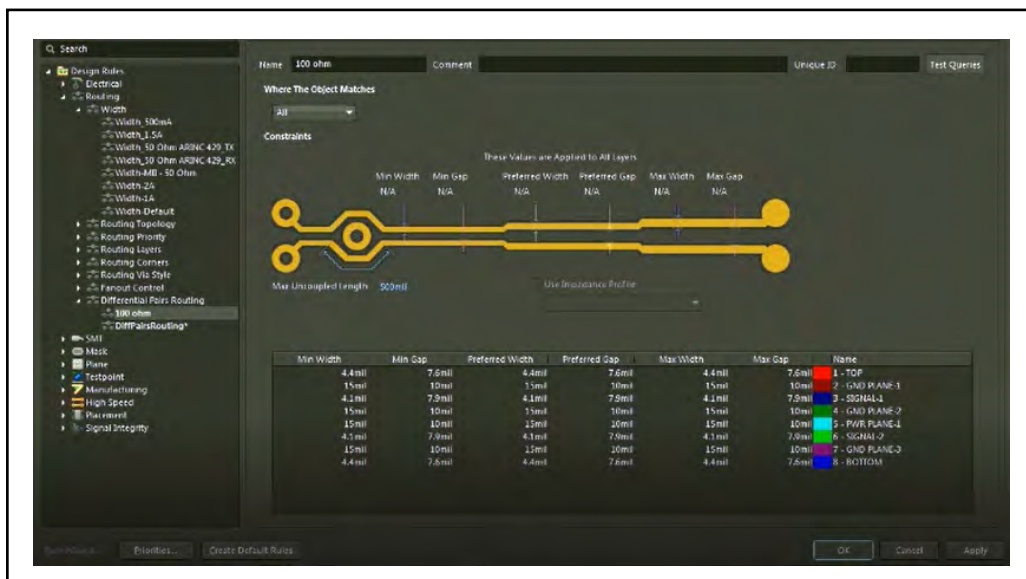 Search
Name 100 ohm Comment Unique ID Test Queries
Design Rules
Electrical
Routing
Width
Width_500mA
Width_1.5A
Width_50 Ohm ARINC 429_TX
Width_50 Ohm ARINC 429_RX
Width-MB - 50 Ohm
Width-2A
Width-1A
Width Default
Routing Topology
Routing Priority
Routing Layers
Routing Corners
Routing Via Style
Fanout Control
Differential Pairs Routing
100 ohm
DiffPairsRouting*
SMT
Mask
Plane
Testpoint
Manufacturing
High Speed
Placement
Signal Integrity
Where The Object Matches
All
Constraints
These Values are Applied to All Layers
Min Width Min Gap Preferred Width Preferred Gap Max Width Max Gap
N/A N/A N/A N/A N/A N/A
Max Uncoupled Length 500mil
Use Impedance Profile
Min Width Min Gap Preferred Width Preferred Gap Max Width Max Gap Name
4.4mil 7.6mil 4.4mil 7.6mil 4.4mil 7.6mil 1 - TOP
15mil 10mil 15mil 10mil 15mil 10mil 2 - GND PLANE-1
4.1mil 7.9mil 4.1mil 7.9mil 4.1mil 7.9mil 3 - SIGNAL-1
15mil 10mil 15mil 10mil 15mil 10mil 4 - GND PLANE-2
15mil 10mil 15mil 10mil 15mil 10mil 5 - PWR PLANE-1
4.1mil 7.9mil 4.1mil 7.9mil 4.1mil 7.9mil 6 - SIGNAL-2
15mil 10mil 15mil 10mil 15mil 10mil 7 - GND PLANE-3
4.4mil 7.6mil 4.4mil 7.6mil 4.4mil 7.6mil 8 - BOTTOM
Priorities... Create Default Rules OK Cancel Apply